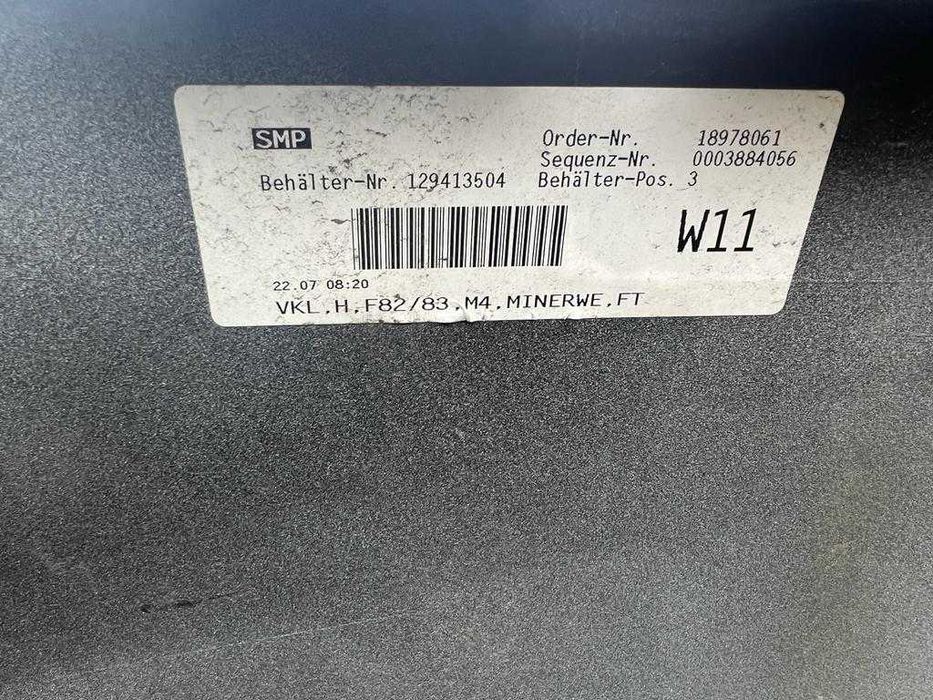 SMP
Order-Nr. 18978061
Sequenz-Nr. 0003884056
Behälter-Nr. 129413504 Behälter-Pos. 3
W11
22.07 08:20
VKL,H,F82/83,M4,MINERWE,FT